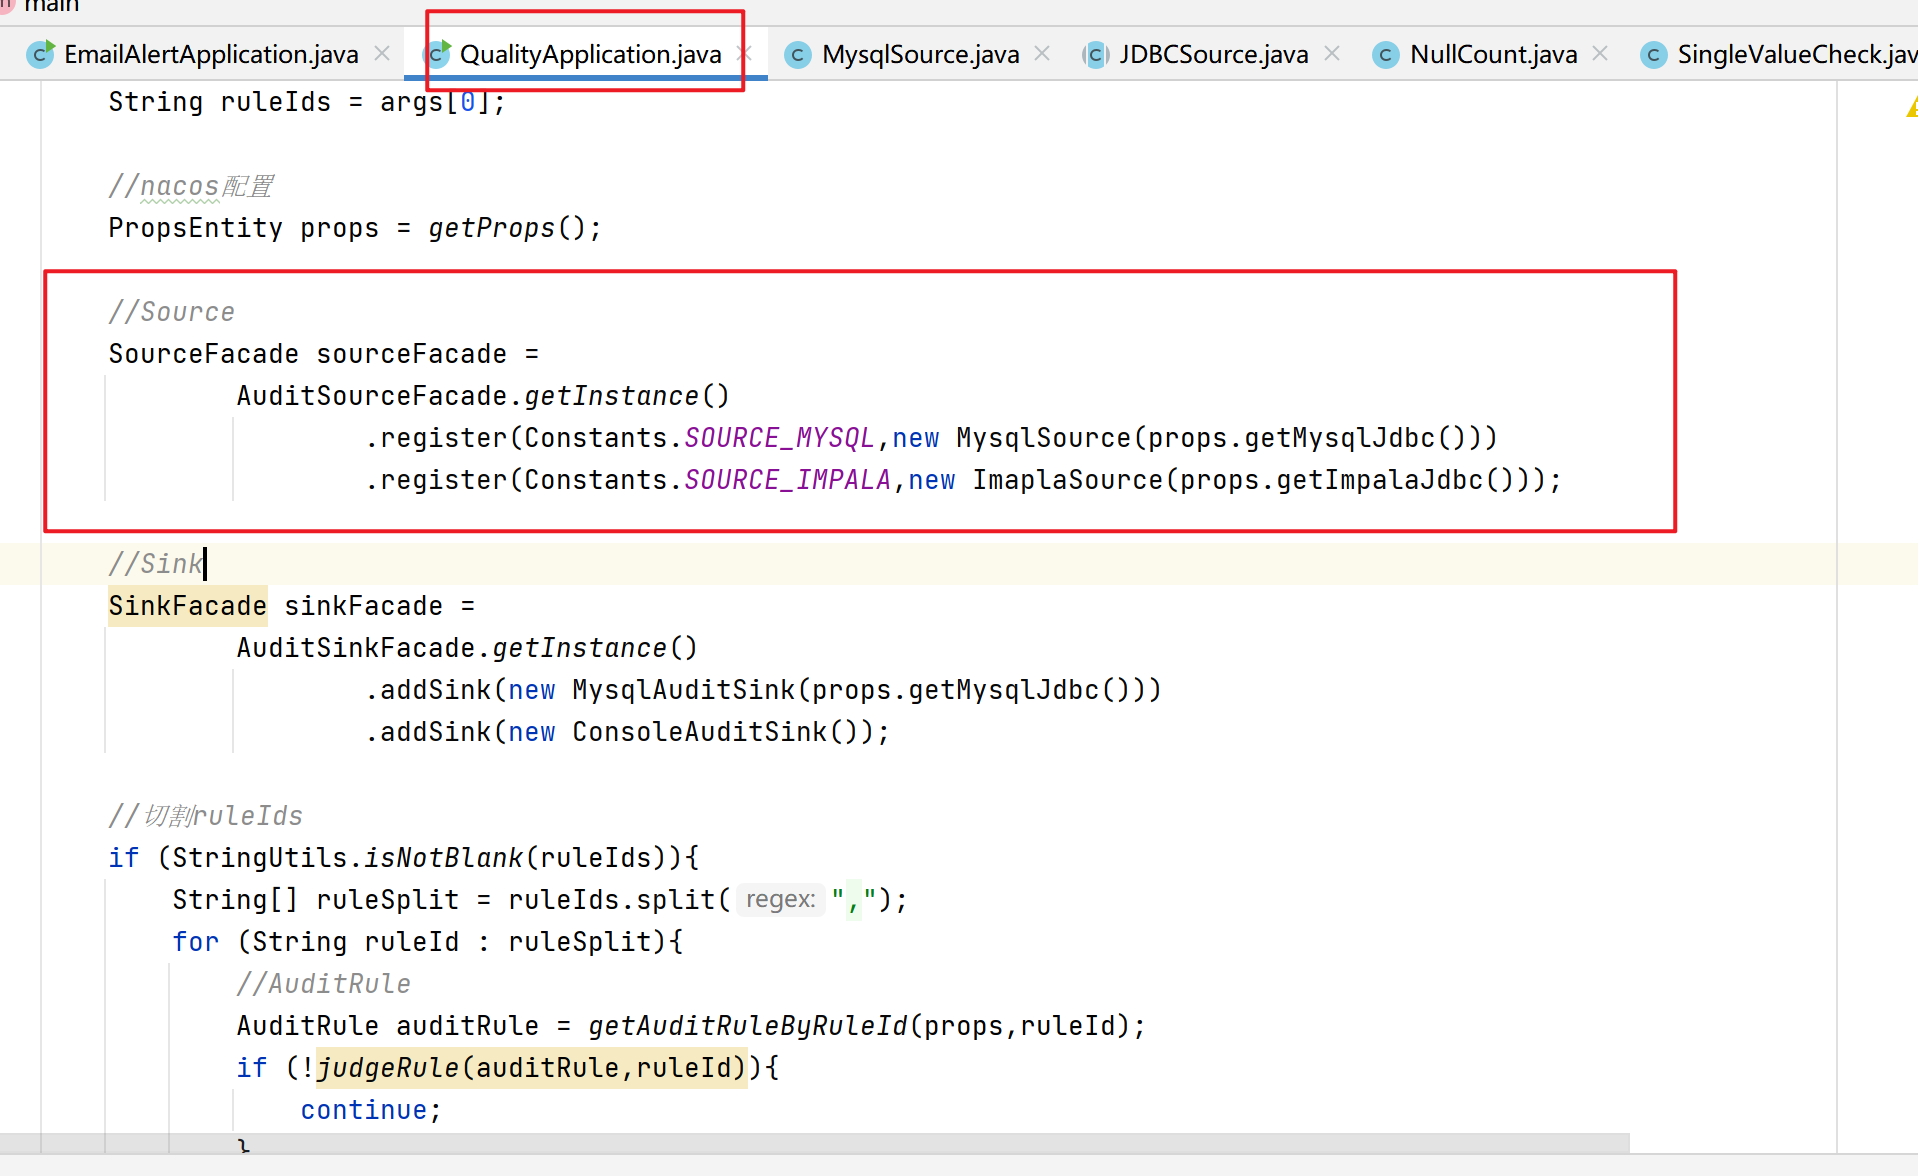 main
EmailAlertApplication.java QualityApplication.java MysqlSource.java JDBCSource.java NullCount.java SingleValueCheck.jav
String ruleIds = args[0];
//nacos配置
PropsEntity props = getProps();
//Source
SourceFacade sourceFacade =
AuditSourceFacade.getInstance()
.register(Constants.SOURCE_MYSQL,new MysqlSource(props.getMysqlJdbc()))
.register(Constants.SOURCE_IMPALA,new ImaplaSource(props.getImpalaJdbc()));
//Sink
SinkFacade sinkFacade =
AuditSinkFacade.getInstance()
.addSink(new MysqlAuditSink(props.getMysqlJdbc()))
.addSink(new ConsoleAuditSink());
//切割ruleIds
if (StringUtils.isNotBlank(ruleIds)){
String[] ruleSplit = ruleIds.split( regex: ",");
for (String ruleId : ruleSplit){
//AuditRule
AuditRule auditRule = getAuditRuleByRuleId(props,ruleId);
if (!judgeRule(auditRule,ruleId)){
continue;
}